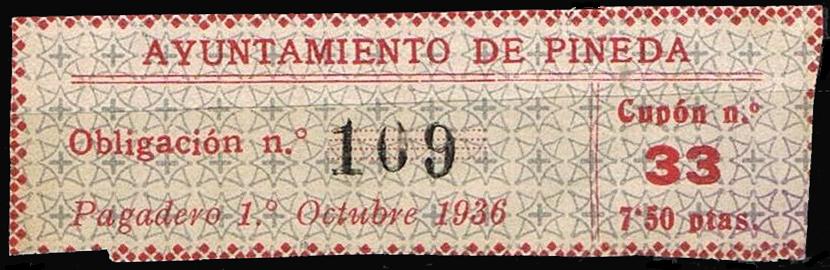 AYUNTAMIENTO DE PINEDA
Obligación n.° 109
Pagadero 1.° Octubre 1936
Cupón n.°
33
7'50 ptas.